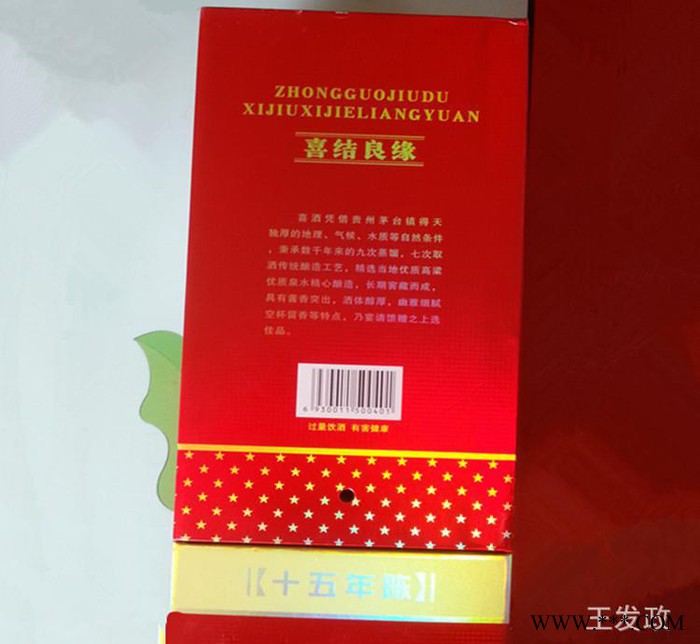 ZHONGGUOJIUDU
XIJIUXIJIELIANGYUAN
喜结良缘
喜酒凭借贵州茅台镇得天
独厚的地理、气候、水质等自然条件
，秉承数千年来的九次蒸馏，七次取
酒传统酿造工艺，精选当地优质高粱
优质泉水精心酿造，长期窖藏而成，
具有酱香突出，酒体醇厚，幽雅细腻
空杯留香等特点，乃宴请馈赠之上选
佳品。
6 930011 500401
过量饮酒 有害健康
【十五年陈】
王发政